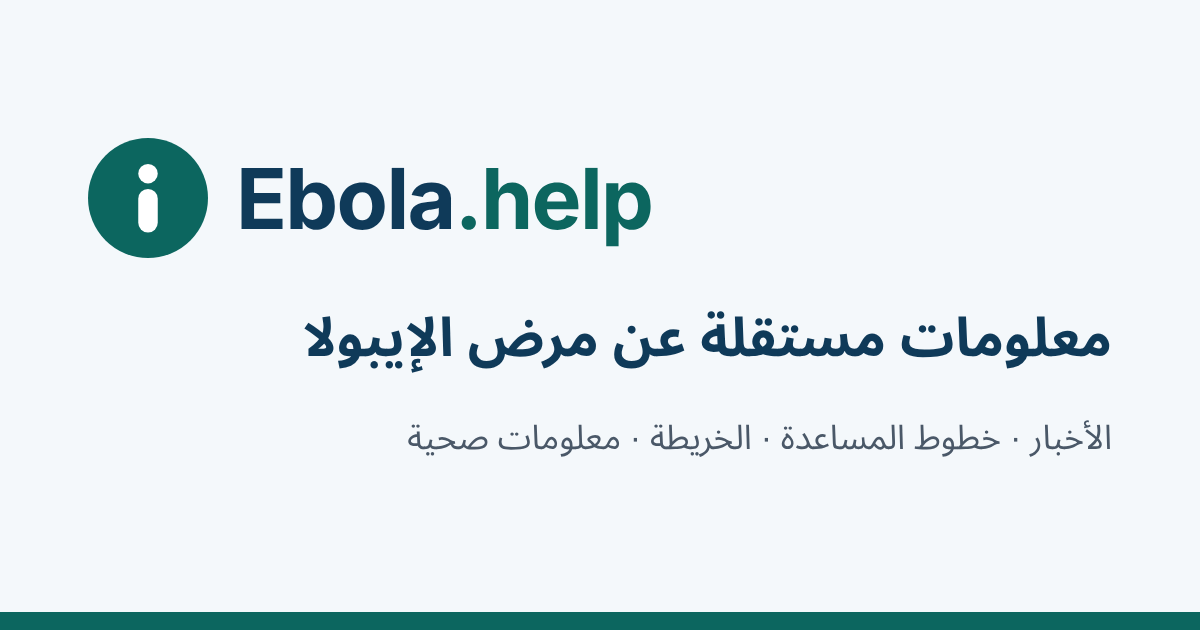 Ebola.help
معلومات مستقلة عن مرض الإيبولا
الأخبار · خطوط المساعدة · الخريطة · معلومات صحية